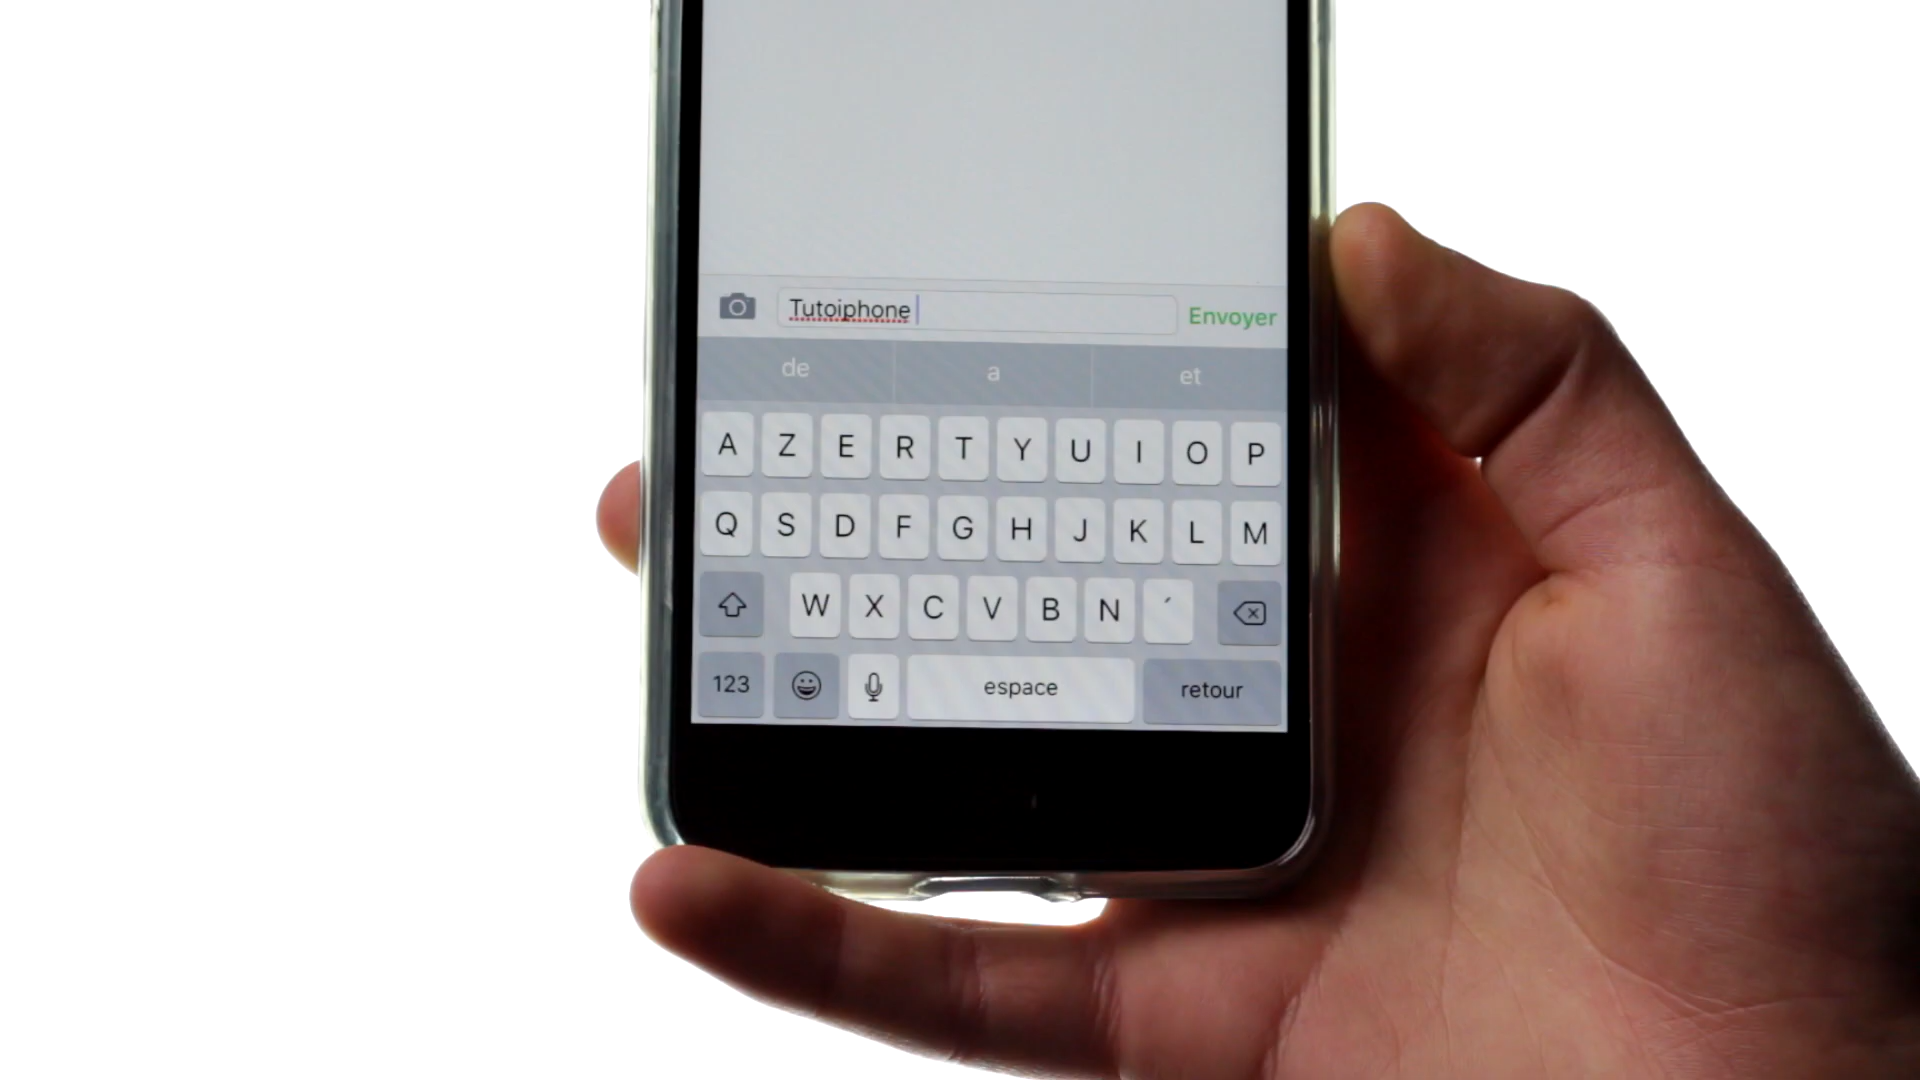 Tutoiphone
Envoyer
de a et
A Z E R T Y U I O P
Q S D F G H J K L M
W X C V B N ´
123 espace retour